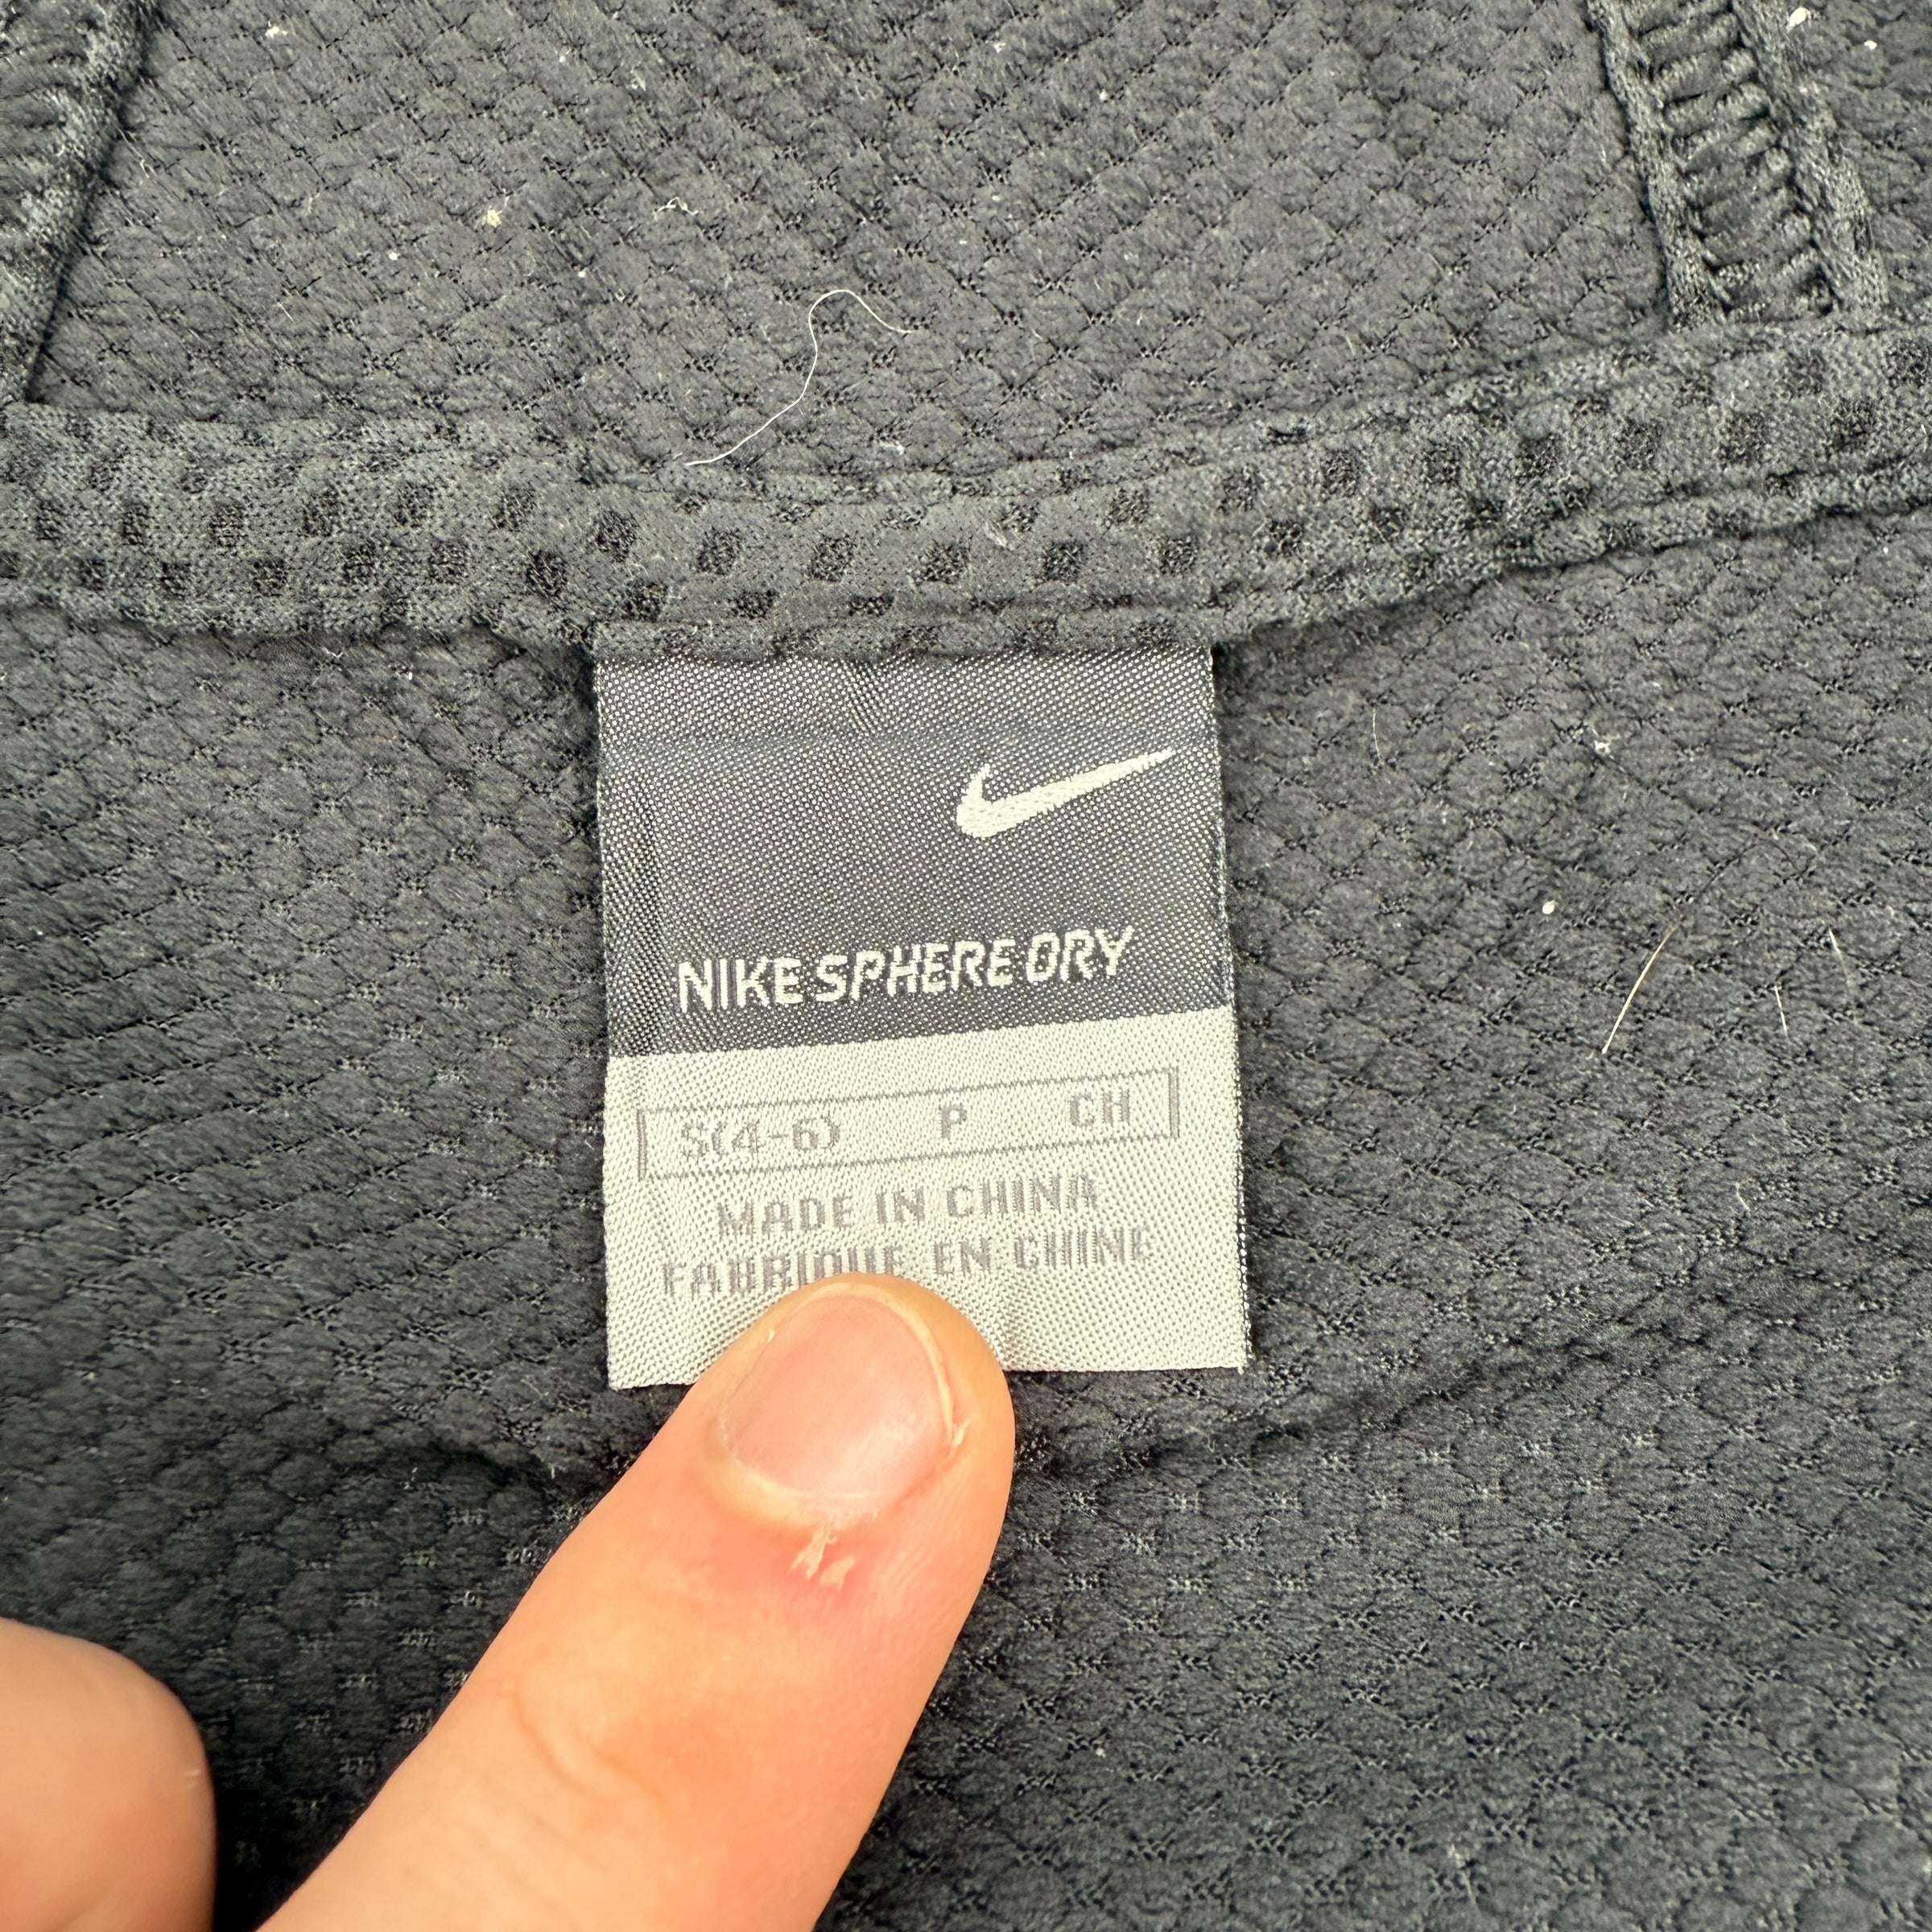 NIKE SPHERE DRY
S(4-6) P CH
MADE IN CHINA
FABRIQUE EN CHINE